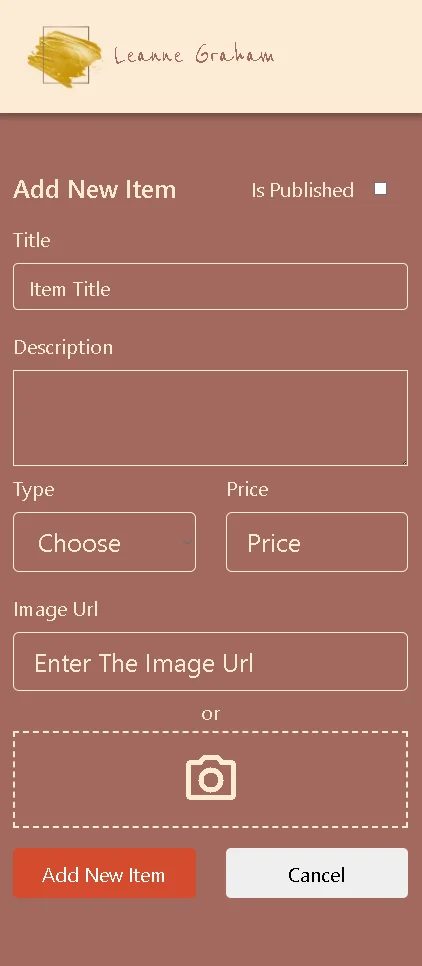 Leanne Graham
Add New Item Is Published
Title
Item Title
Description
Type Price
Choose Price
Image Url
Enter The Image Url
or
Add New Item Cancel